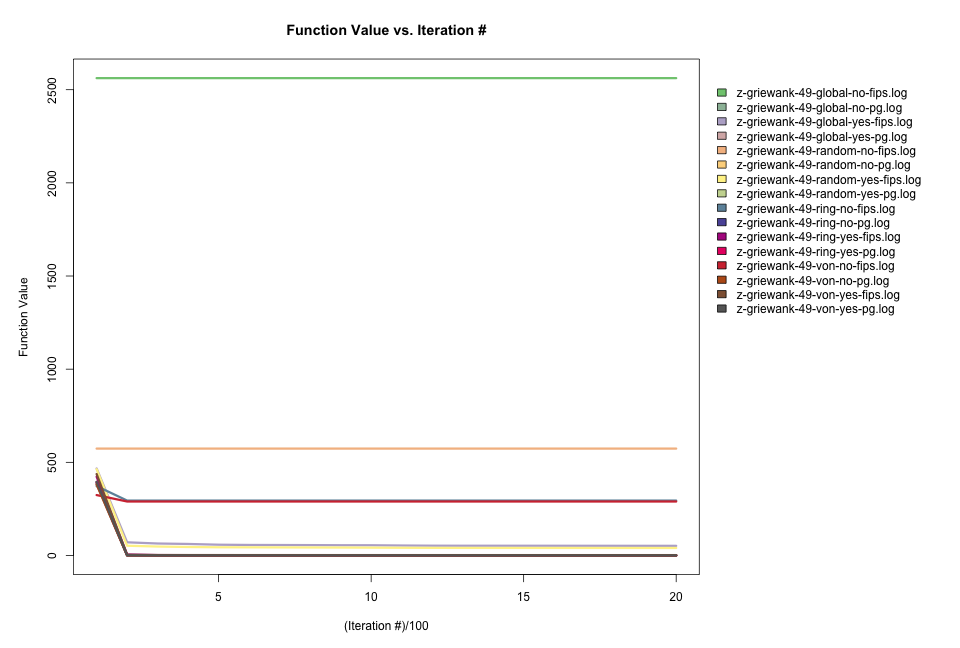 Function Value vs. Iteration #
Function Value
2500
2000
1500
1000
500
0
5
10
15
20
(Iteration #)/100
z-griewank-49-global-no-fips.log
z-griewank-49-global-no-pg.log
z-griewank-49-global-yes-fips.log
z-griewank-49-global-yes-pg.log
z-griewank-49-random-no-fips.log
z-griewank-49-random-no-pg.log
z-griewank-49-random-yes-fips.log
z-griewank-49-random-yes-pg.log
z-griewank-49-ring-no-fips.log
z-griewank-49-ring-no-pg.log
z-griewank-49-ring-yes-fips.log
z-griewank-49-ring-yes-pg.log
z-griewank-49-von-no-fips.log
z-griewank-49-von-no-pg.log
z-griewank-49-von-yes-fips.log
z-griewank-49-von-yes-pg.log